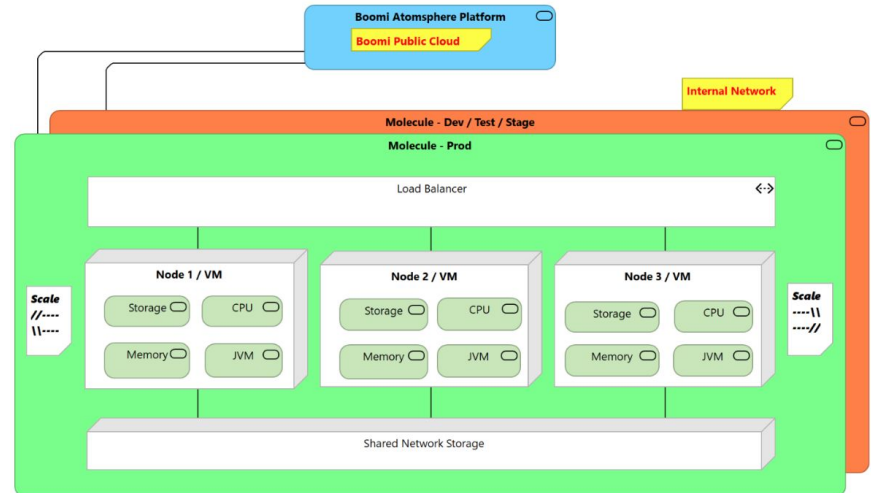 Boomi Atomsphere Platform
Boomi Public Cloud
Internal Network
Molecule - Dev / Test / Stage
Molecule - Prod
Load Balancer
Node 1 / VM
Storage
CPU
Memory
JVM
Node 2 / VM
Storage
CPU
Memory
JVM
Node 3 / VM
Storage
CPU
Memory
JVM
Scale
//----
\\----
Scale
----\\
----//
Shared Network Storage